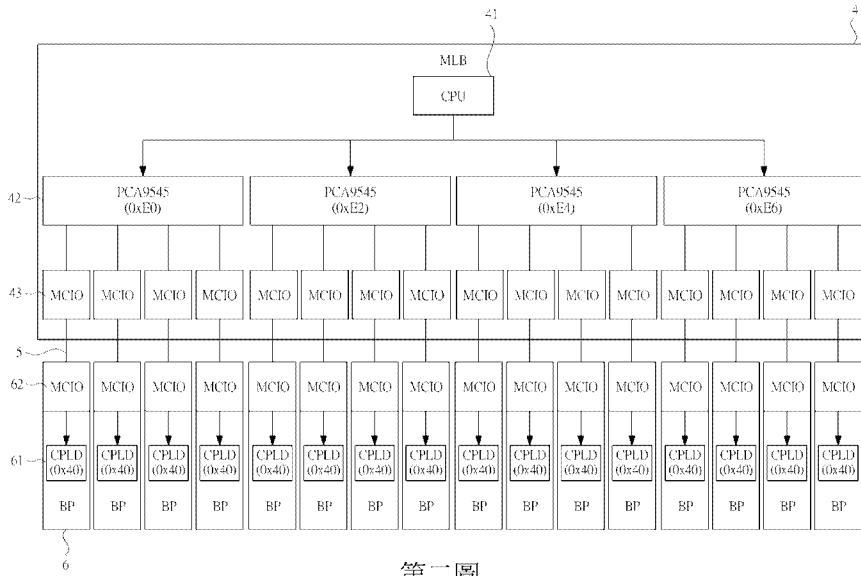 41
4
MLB
CPU
42
PCA9545 PCA9545 PCA9545 PCA9545
(0xE0) (0xE2) (0xE4) (0xE6)
43
MCIO MCIO MCIO MCIO MCIO MCIO MCIO MCIO MCIO MCIO MCIO MCIO MCIO MCIO MCIO MCIO
5
62
MCIO MCIO MCIO MCIO MCIO MCIO MCIO MCIO MCIO MCIO MCIO MCIO MCIO MCIO MCIO MCIO
61
CPLD CPLD CPLD CPLD CPLD CPLD CPLD CPLD CPLD CPLD CPLD CPLD CPLD CPLD CPLD CPLD
(0x40) (0x40) (0x40) (0x40) (0x40) (0x40) (0x40) (0x40) (0x40) (0x40) (0x40) (0x40) (0x40) (0x40) (0x40) (0x40)
BP BP BP BP BP BP BP BP BP BP BP BP BP BP BP BP
6
第二圖